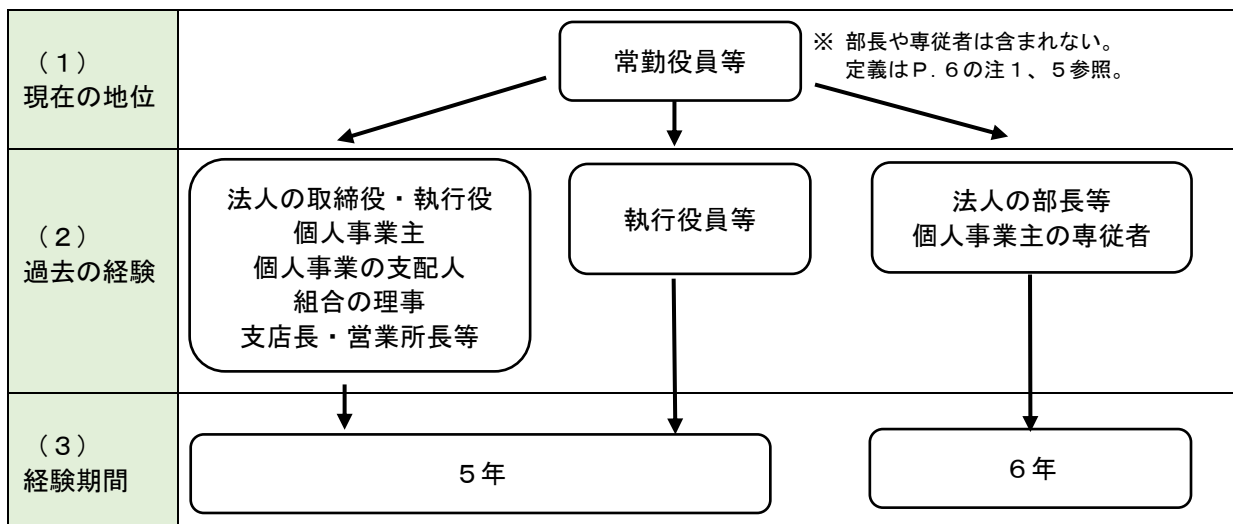 （１）
現在の地位
常勤役員等
※ 部長や専従者は含まれない。
定義はＰ．６の注１、５参照。
（２）
過去の経験
法人の取締役・執行役
個人事業主
個人事業の支配人
組合の理事
支店長・営業所長等
執行役員等
法人の部長等
個人事業主の専従者
（３）
経験期間
５年
６年